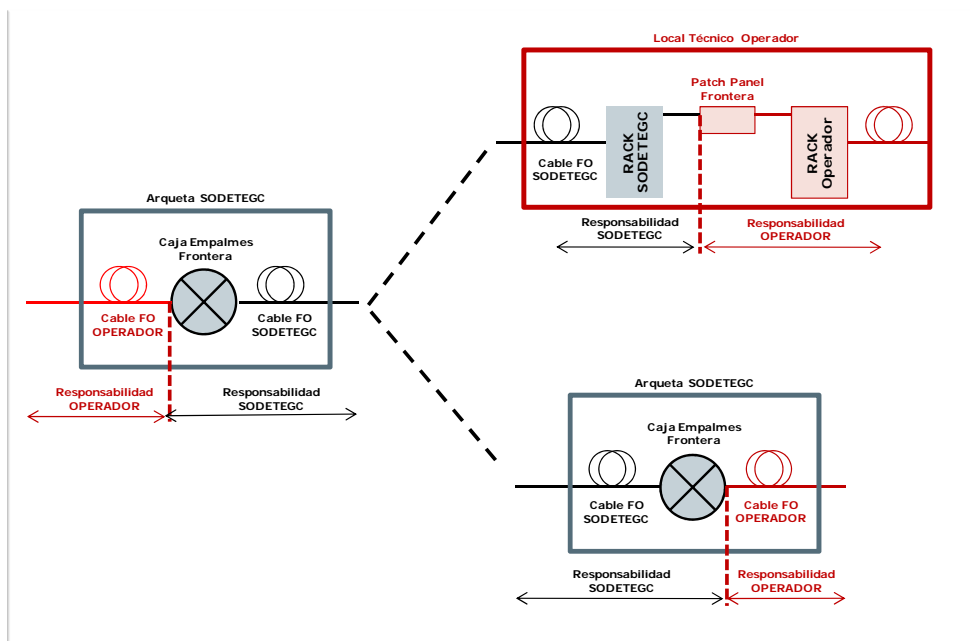 Local Técnico Operador
Patch Panel
Frontera
RACK
SODETEGC
RACK
Operador
Cable FO
SODETEGC
Responsabilidad
SODETEGC
Responsabilidad
OPERADOR
Arqueta SODETEGC
Caja Empalmes
Frontera
Cable FO
OPERADOR
Cable FO
SODETEGC
Responsabilidad
OPERADOR
Responsabilidad
SODETEGC
Arqueta SODETEGC
Caja Empalmes
Frontera
Cable FO
SODETEGC
Cable FO
OPERADOR
Responsabilidad
SODETEGC
Responsabilidad
OPERADOR